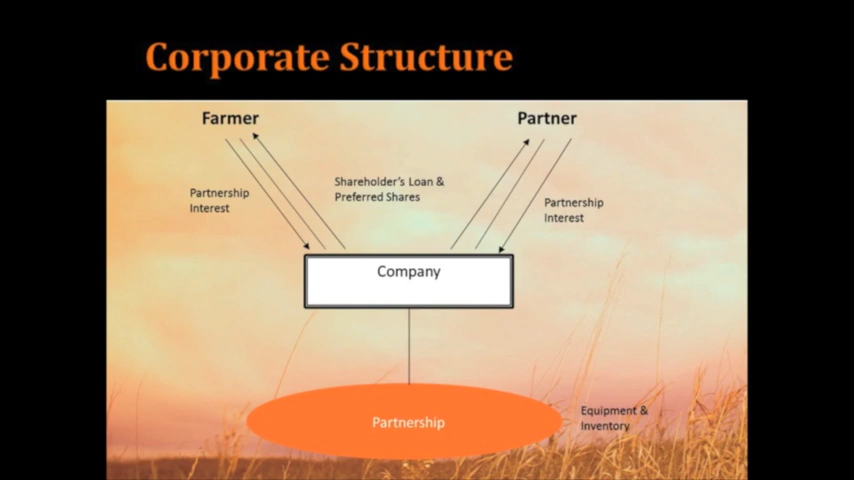 Corporate Structure
Farmer
Partner
Shareholder's Loan &
Preferred Shares
Partnership
Interest
Partnership
Interest
Company
Partnership
Equipment &
Inventory